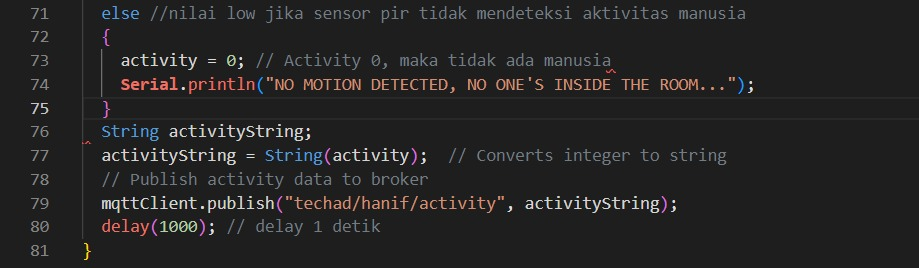 71 else //nilai low jika sensor pir tidak mendeteksi aktivitas manusia
72 {
73 activity = 0; // Activity 0, maka tidak ada manusia
74 Serial.println("NO MOTION DETECTED, NO ONE'S INSIDE THE ROOM...");
75 }
76 String activityString;
77 activityString = String(activity); // Converts integer to string
78 // Publish activity data to broker
79 mqttClient.publish("techad/hanif/activity", activityString);
80 delay(1000); // delay 1 detik
81 }